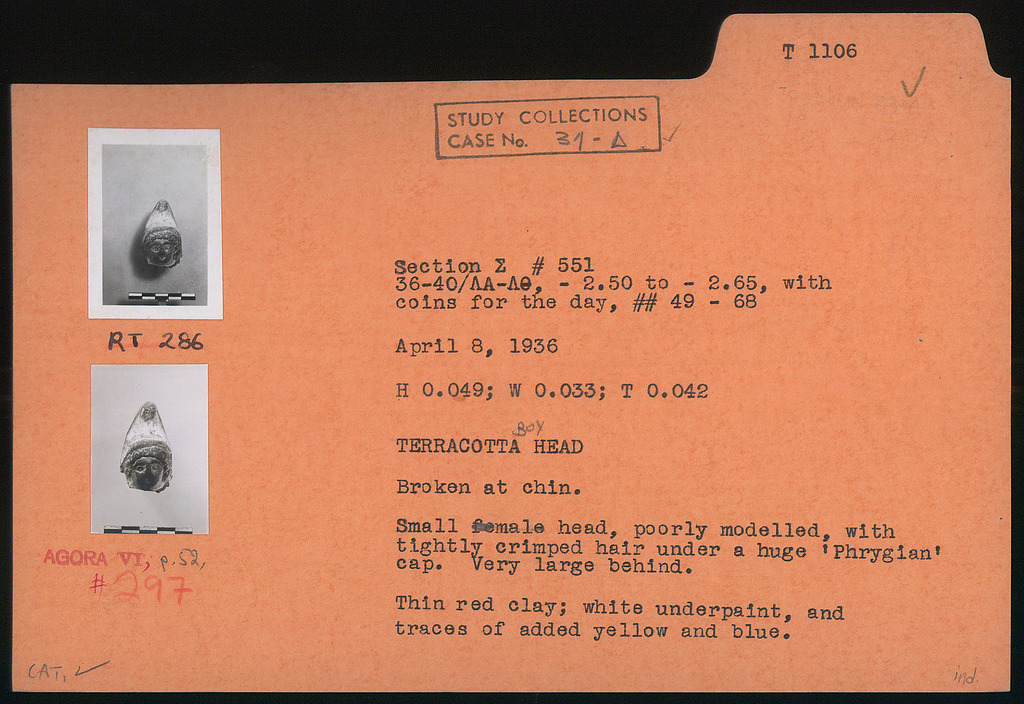 T 1106
STUDY COLLECTIONS
CASE No. 31 - Δ
RT 286
Section Σ # 551
36-40/ΛΑ-ΛΘ, - 2.50 to - 2.65, with
coins for the day, ## 49 - 68
April 8, 1936
H 0.049; W 0.033; T 0.042
BOY
TERRACOTTA HEAD
Broken at chin.
Small female head, poorly modelled, with
tightly crimped hair under a huge 'Phrygian'
cap. Very large behind.
Thin red clay; white underpaint, and
traces of added yellow and blue.
AGORA VI, p. 52,
# 297
CAT. ✓
ind.